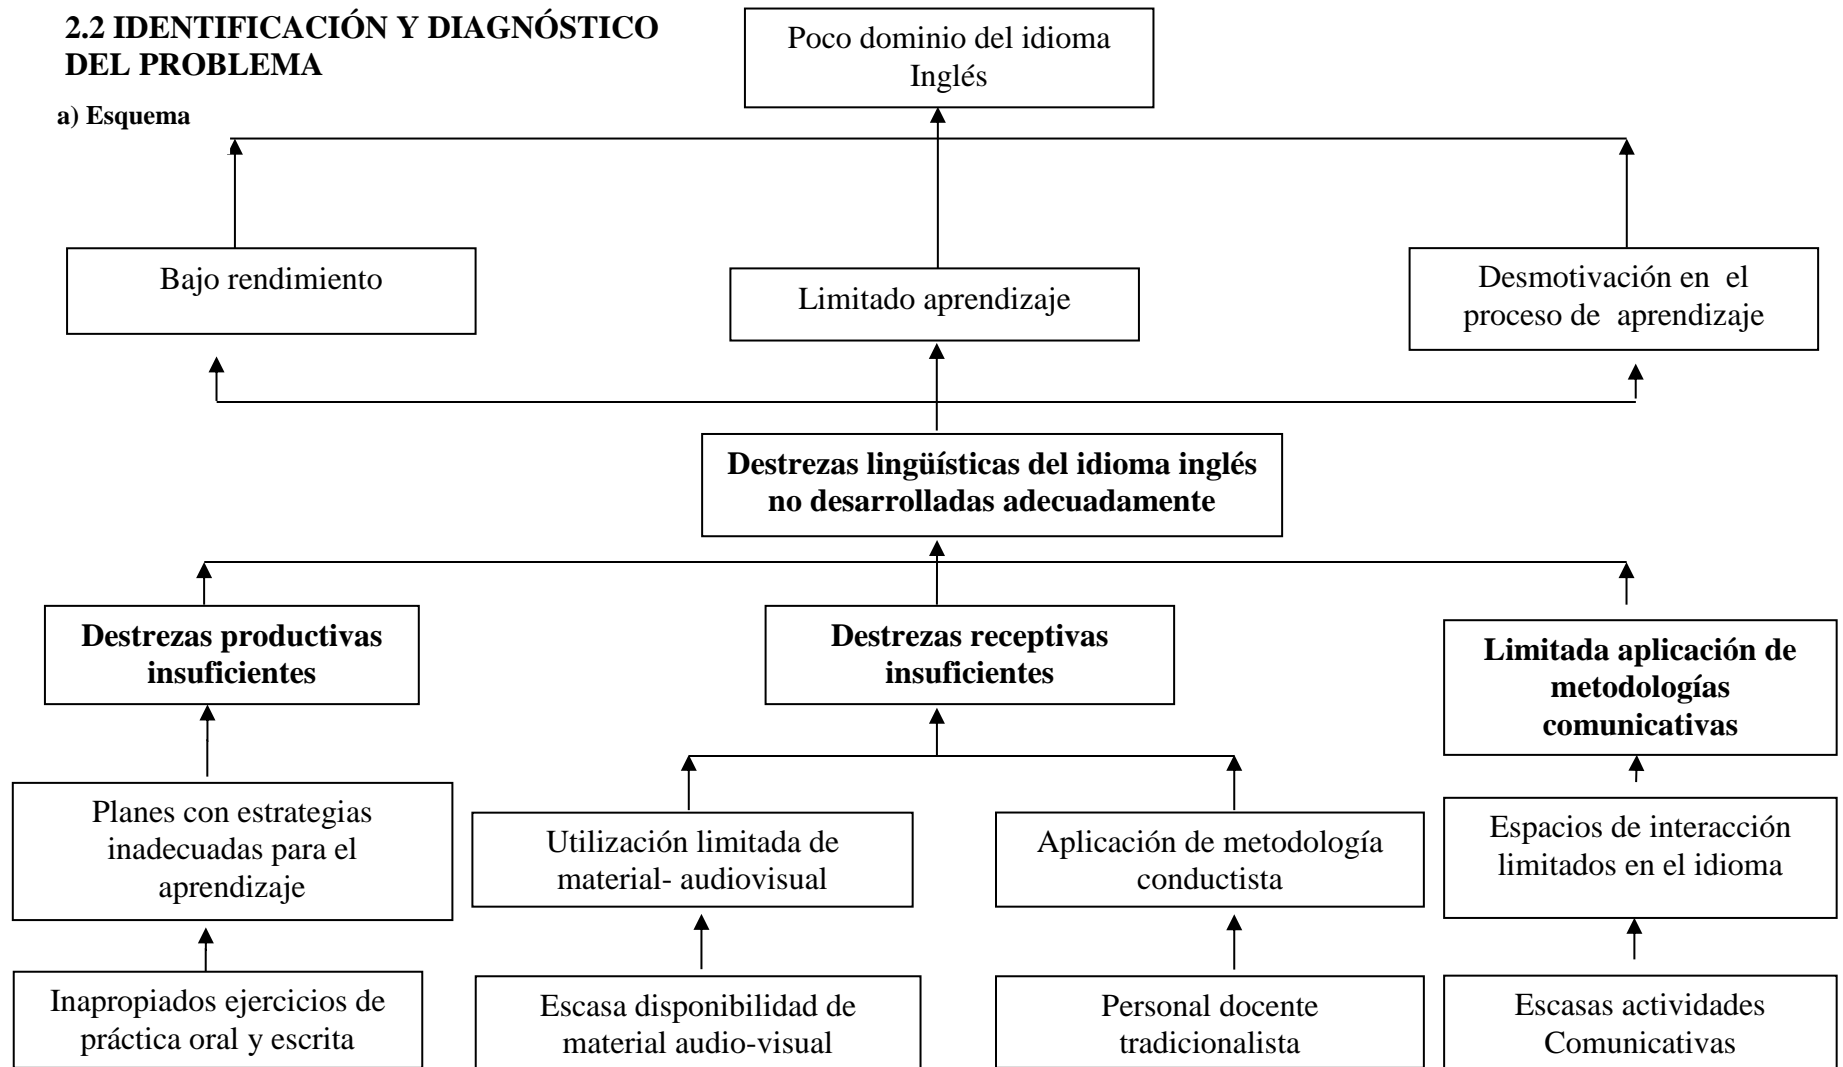 2.2 IDENTIFICACIÓN Y DIAGNÓSTICO
DEL PROBLEMA
a) Esquema
Poco dominio del idioma
Inglés
Bajo rendimiento
Limitado aprendizaje
Desmotivación en el
proceso de aprendizaje
Destrezas lingüísticas del idioma inglés
no desarrolladas adecuadamente
Destrezas productivas
insuficientes
Destrezas receptivas
insuficientes
Limitada aplicación de
metodologías
comunicativas
Planes con estrategias
inadecuadas para el
aprendizaje
Utilización limitada de
material- audiovisual
Aplicación de metodología
conductista
Espacios de interacción
limitados en el idioma
Inapropiados ejercicios de
práctica oral y escrita
Escasa disponibilidad de
material audio-visual
Personal docente
tradicionalista
Escasas actividades
Comunicativas